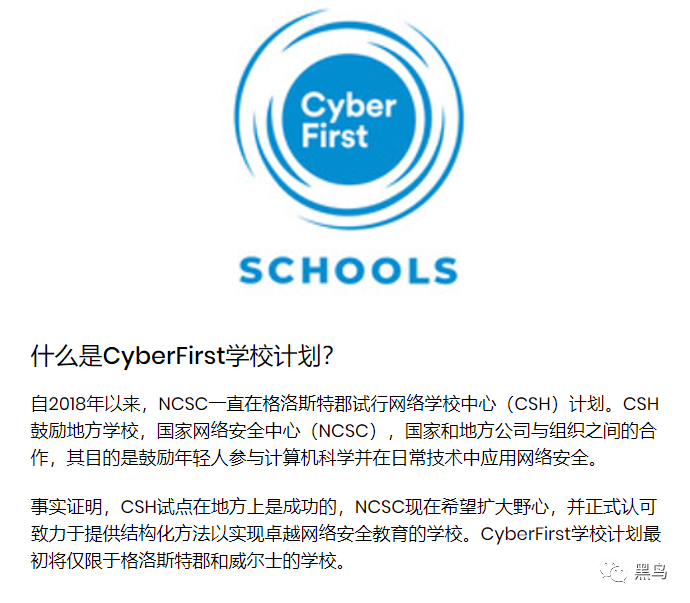 Cyber
First
SCHOOLS
什么是CyberFirst学校计划？
自2018年以来，NCSC一直在格洛斯特郡试行网络学校中心（CSH）计划。CSH
鼓励地方学校，国家网络安全中心（NCSC），国家和地方公司与组织之间的合
作，其目的是鼓励年轻人参与计算机科学并在日常技术中应用网络安全。
事实证明，CSH试点在地方上是成功的，NCSC现在希望扩大野心，并正式认可
致力于提供结构化方法以实现卓越网络安全教育的学校。CyberFirst学校计划最
初将仅限于格洛斯特郡和威尔士的学校。
黑鸟